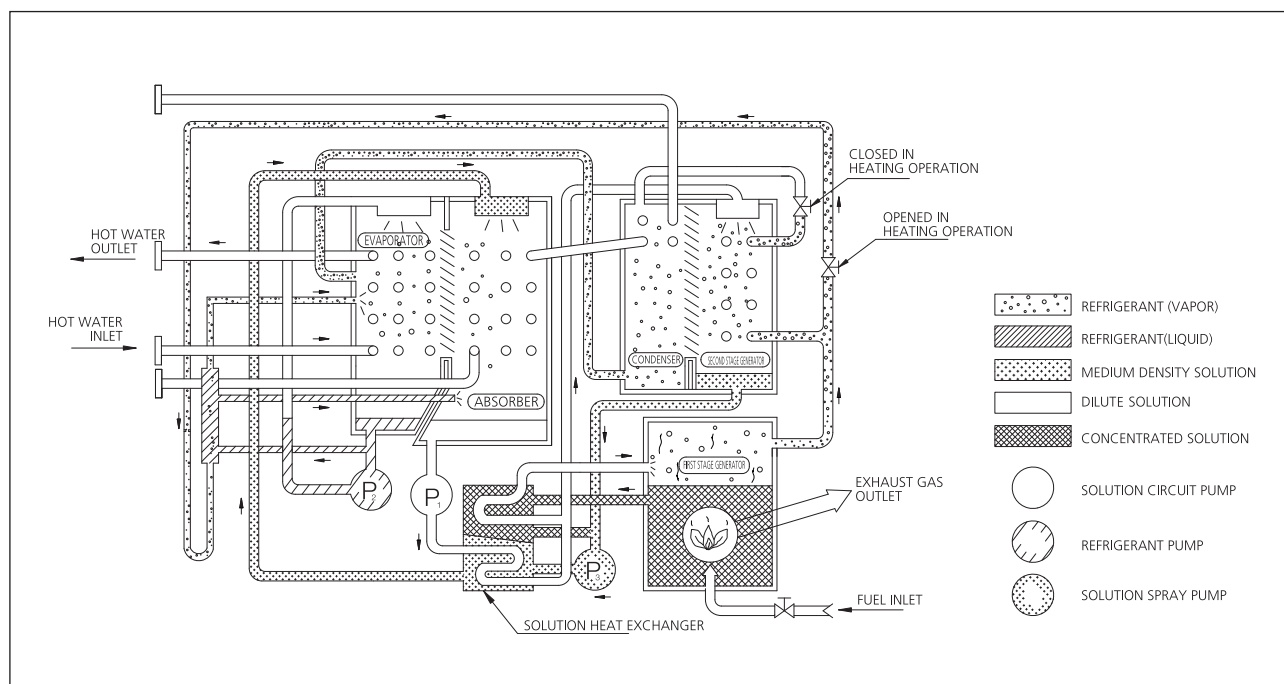 CLOSED IN
HEATING OPERATION
OPENED IN
HEATING OPERATION
HOT WATER
OUTLET
EVAPORATOR
HOT WATER
INLET
CONDENSER
SECOND STAGE GENERATOR
ABSORBER
FIRST STAGE GENERATOR
P2
P1
P3
EXHAUST GAS
OUTLET
FUEL INLET
SOLUTION HEAT EXCHANGER
REFRIGERANT (VAPOR)
REFRIGERANT(LIQUID)
MEDIUM DENSITY SOLUTION
DILUTE SOLUTION
CONCENTRATED SOLUTION
SOLUTION CIRCUIT PUMP
REFRIGERANT PUMP
SOLUTION SPRAY PUMP